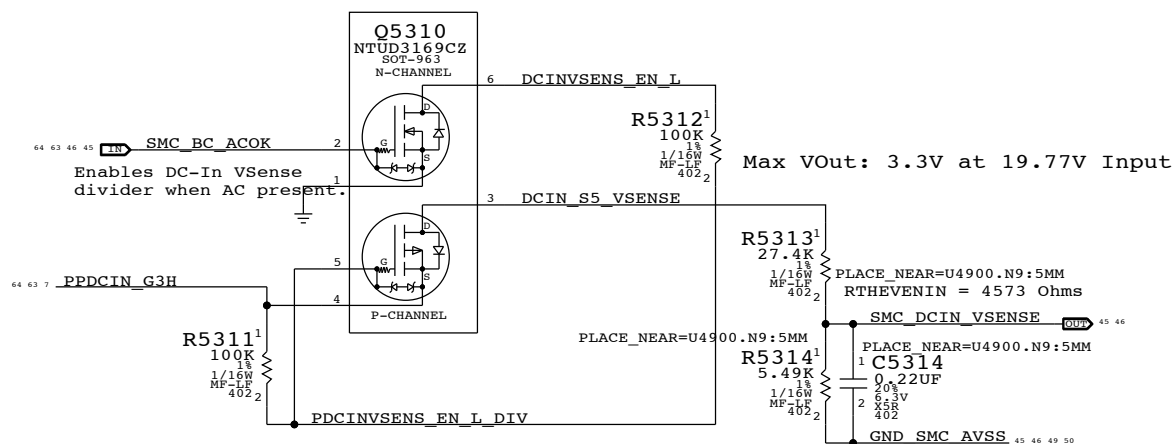 Q5310
NTUD3169CZ
SOT-963
N-CHANNEL
6 DCINVSENS_EN_L
D
G
S
64 63 46 45 IN SMC_BC_ACOK 2
Enables DC-In VSense
divider when AC present.
1
R5312 1
100K
1%
1/16W
MF-LF
402 2
Max VOut: 3.3V at 19.77V Input
3 DCIN_S5_VSENSE
D
G
S
5
64 63 7 PPDCIN_G3H
4
P-CHANNEL
R5313 1
27.4K
1%
1/16W
MF-LF
402 2
PLACE_NEAR=U4900.N9:5MM
RTHEVENIN = 4573 Ohms
SMC_DCIN_VSENSE OUT 45 46
R5311 1
100K
1%
1/16W
MF-LF
402 2
PLACE_NEAR=U4900.N9:5MM
R5314 1
5.49K
1%
1/16W
MF-LF
402 2
PLACE_NEAR=U4900.N9:5MM
1 C5314
0.22UF
20%
6.3V
2 X5R
402
PDCINVSENS_EN_L_DIV
GND_SMC_AVSS 45 46 49 50